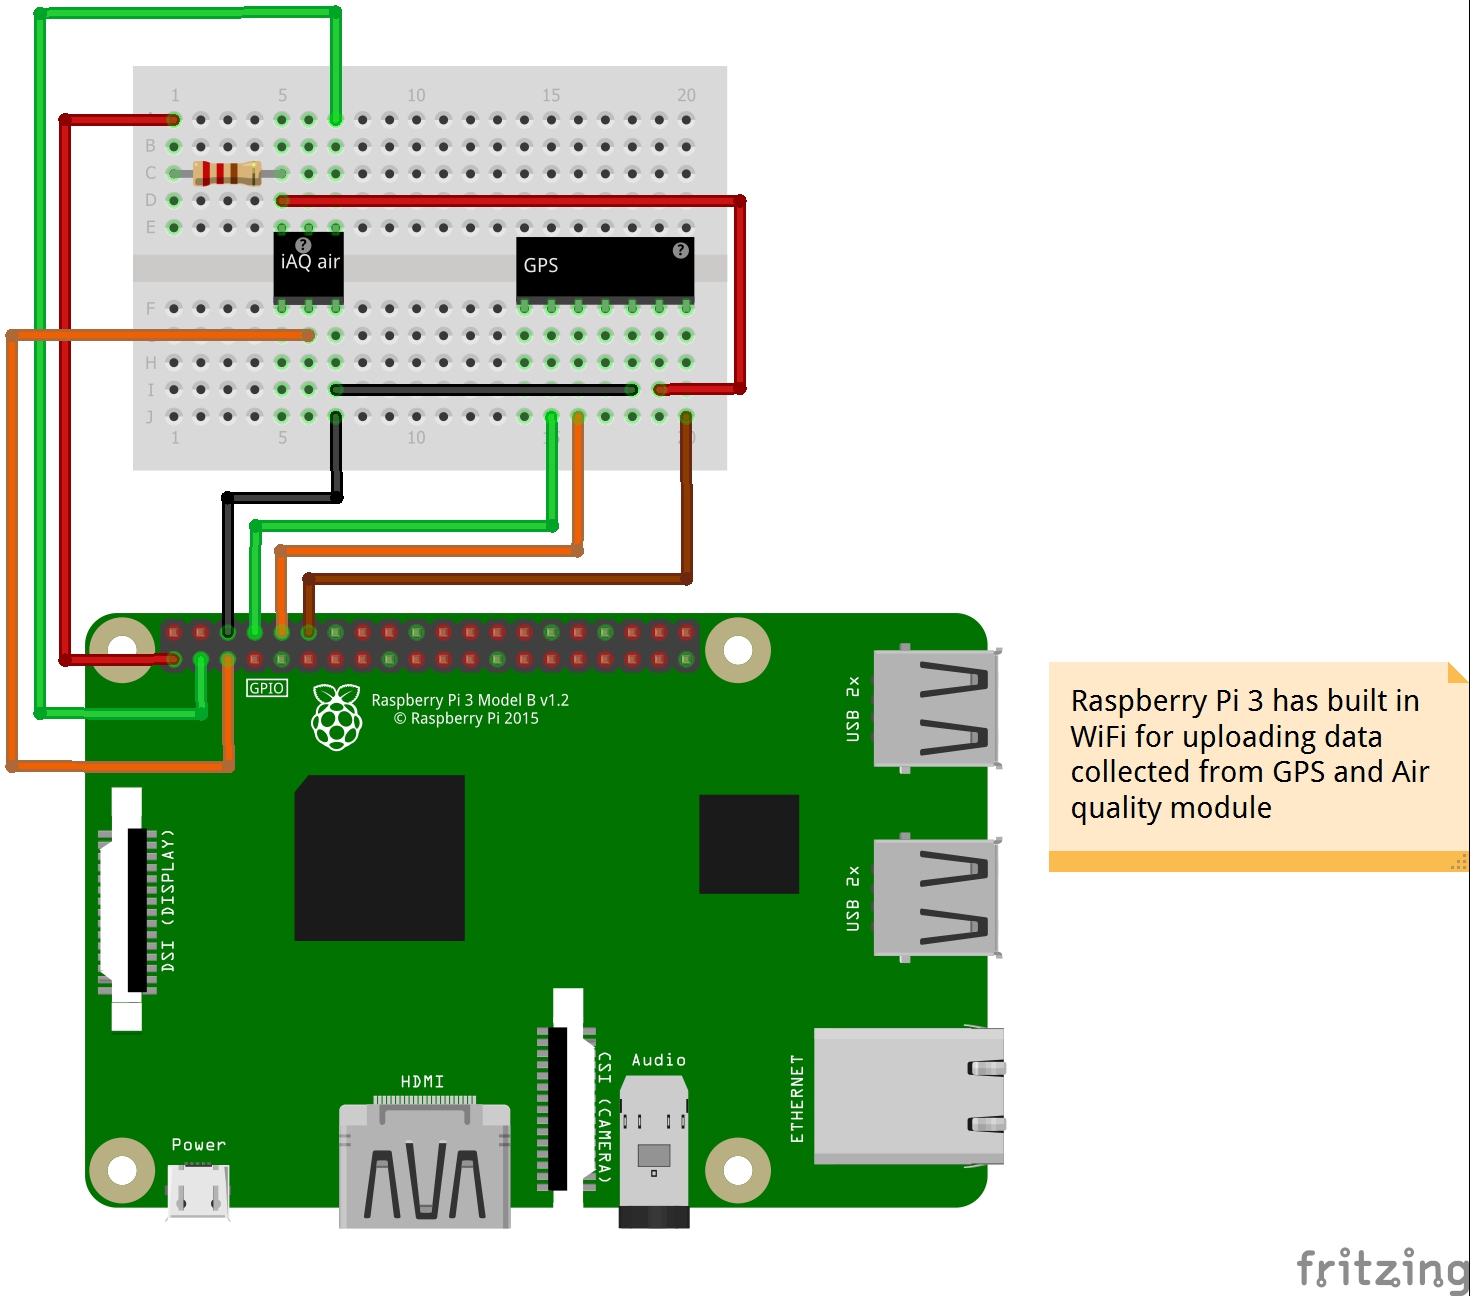 1 5 10 15 20
B
C
D
E
? iAQ air
GPS ?
F
H
I
J
1 5 10
GPIO
Raspberry Pi 3 Model B v1.2
© Raspberry Pi 2015
USB 2x
Raspberry Pi 3 has built in
WiFi for uploading data
collected from GPS and Air
quality module
DSI (DISPLAY)
USB 2x
HDMI
CSI (CAMERA)
Audio
ETHERNET
Power
fritzing